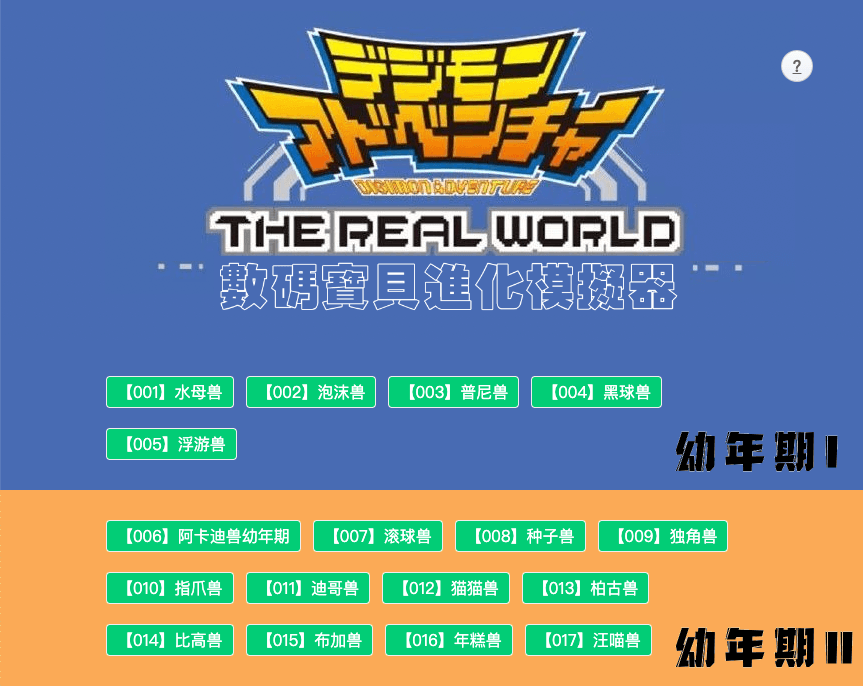 デジモン
アドベンチャー
DIGIMON ADVENTURE
THE REAL WORLD
數碼寶貝進化模擬器
?
【001】水母兽 【002】泡沫兽 【003】普尼兽 【004】黑球兽
【005】浮游兽
幼年期I
【006】阿卡迪兽幼年期 【007】滚球兽 【008】种子兽 【009】独角兽
【010】指爪兽 【011】迪哥兽 【012】猫猫兽 【013】柏古兽
【014】比高兽 【015】布加兽 【016】年糕兽 【017】汪喵兽
幼年期II